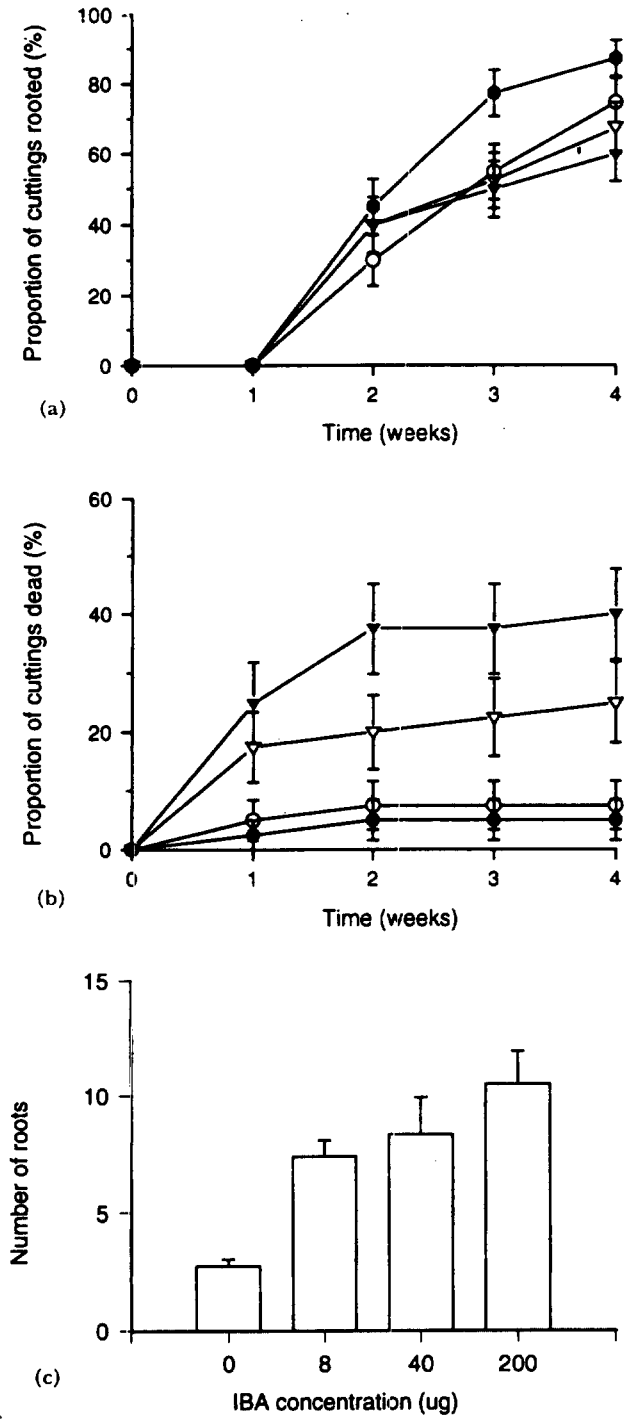 Proportion of cuttings rooted (%)
100
80
60
40
20
0
0 1 2 3 4
(a)
Time (weeks)
Proportion of cuttings dead (%)
60
40
20
0
0 1 2 3 4
(b)
Time (weeks)
Number of roots
15
10
5
0
0 8 40 200
(c)
IBA concentration (ug)